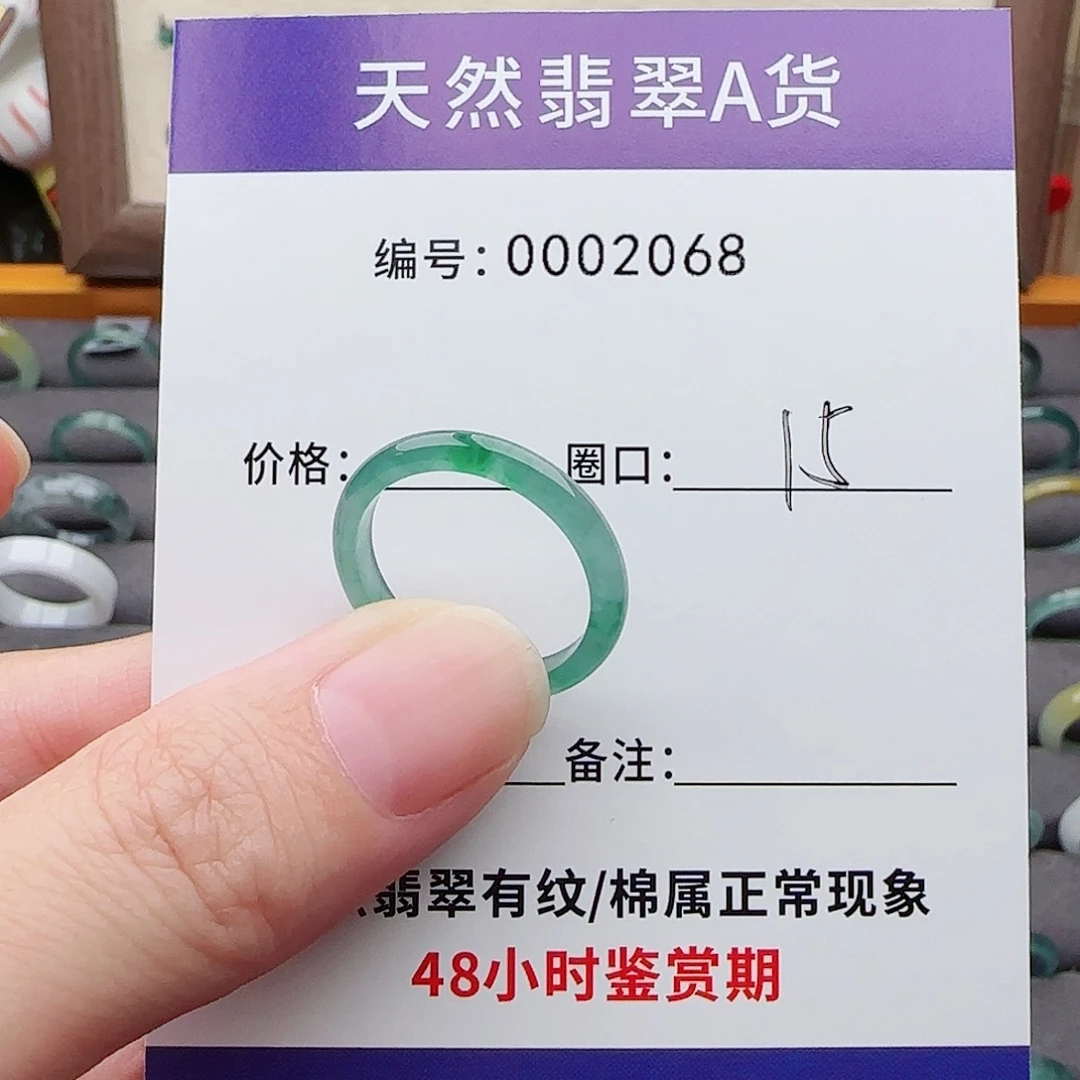 天然翡翠A货
编号：0002068
价格： 圈口： 15
备注：
翡翠有纹/棉属正常现象
48小时鉴赏期